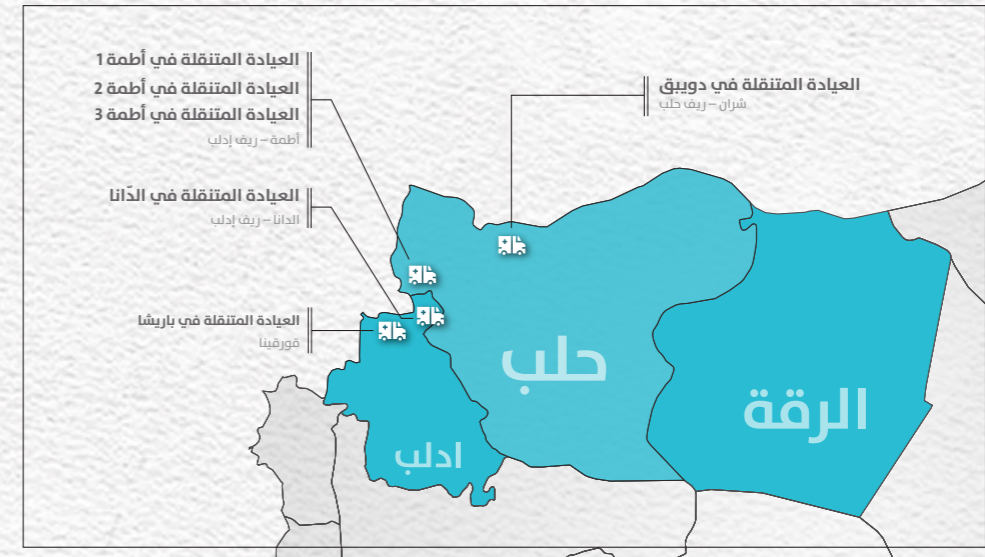 العيادة المتنقلة في أطمة 1
العيادة المتنقلة في أطمة 2
العيادة المتنقلة في أطمة 3
أطمة – ريف إدلب
العيادة المتنقلة في دويبق
شران – ريف حلب
العيادة المتنقلة في الدّانا
الدانا – ريف إدلب
العيادة المتنقلة في باريشا
قورقينا
حلب
الرقة
ادلب